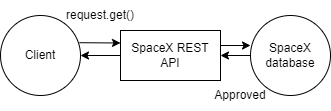 request.get()
Client
SpaceX REST
API
SpaceX
database
Approved